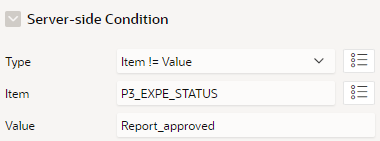 Server-side Condition
Type Item != Value
Item P3_EXPE_STATUS
Value Report_approved